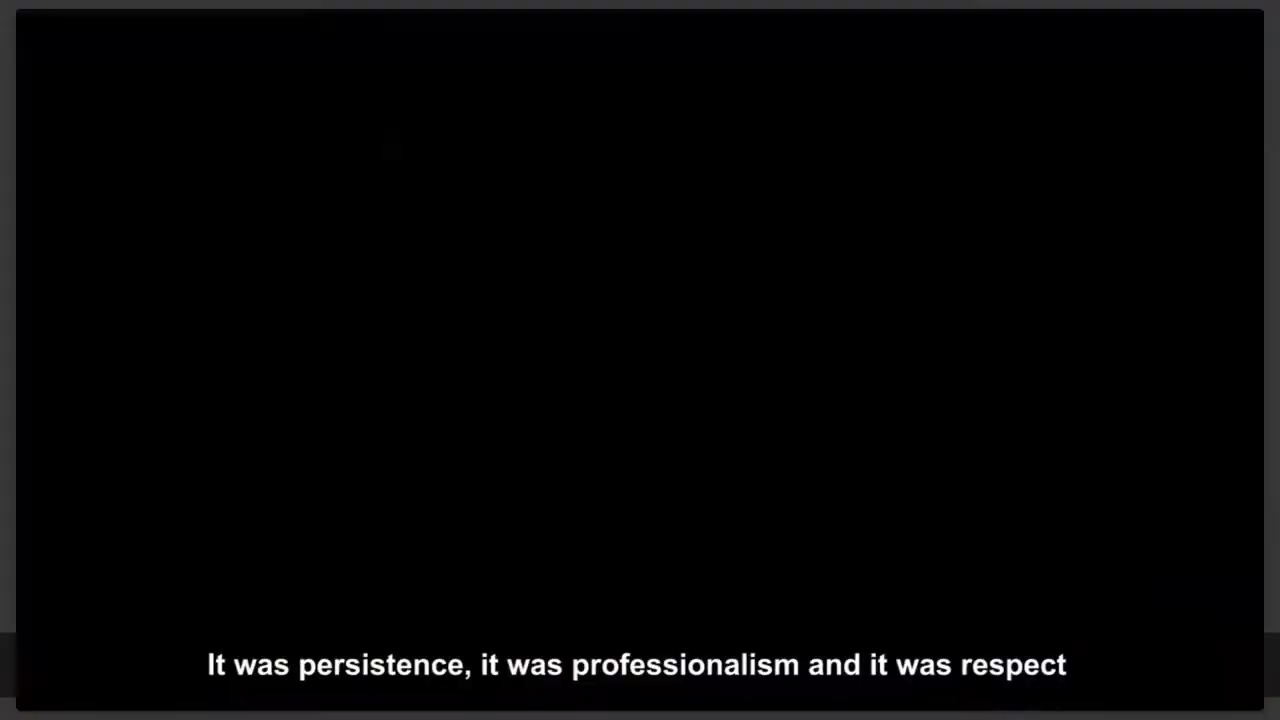 It was persistence, it was professionalism and it was respect